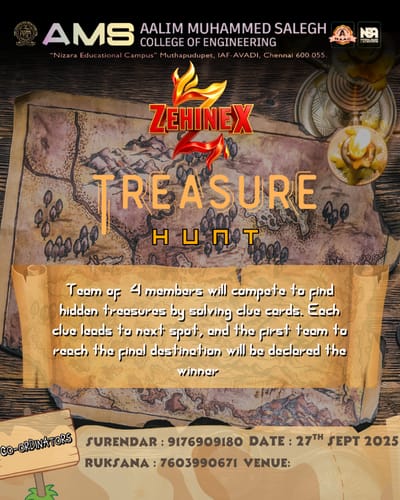 AMS AALIM MUHAMMED SALEGH
COLLEGE OF ENGINEERING
"Nizara Educational Campus" Muthapudupet, IAF-AVADI, Chennai 600 055.
ZEHINEX
TREASURE
HUNT
Team of 4 members will compete to find
hidden treasures by solving clue cards. Each
clue leads to next spot, and the first team to
reach the final destination will be declared the
winner
CO-ORDINATORS
SURENDAR : 9176909180 DATE : 27TH SEPT 2025
RUKSANA : 7603990671 VENUE: